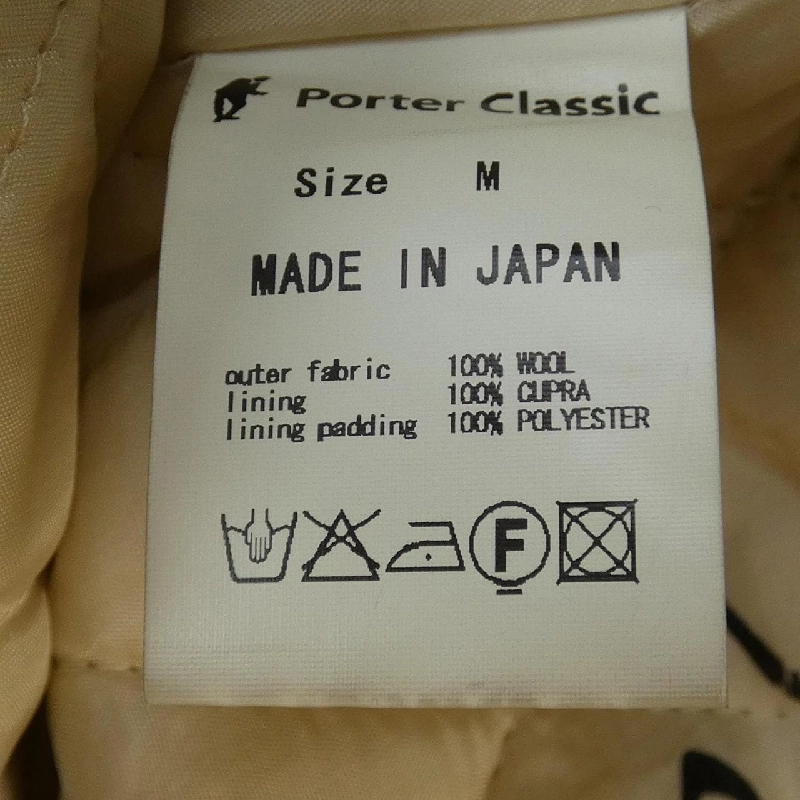 Porter Classic
Size M
MADE IN JAPAN
outer fabric 100% WOOL
lining 100% CUPRA
lining padding 100% POLYESTER
F